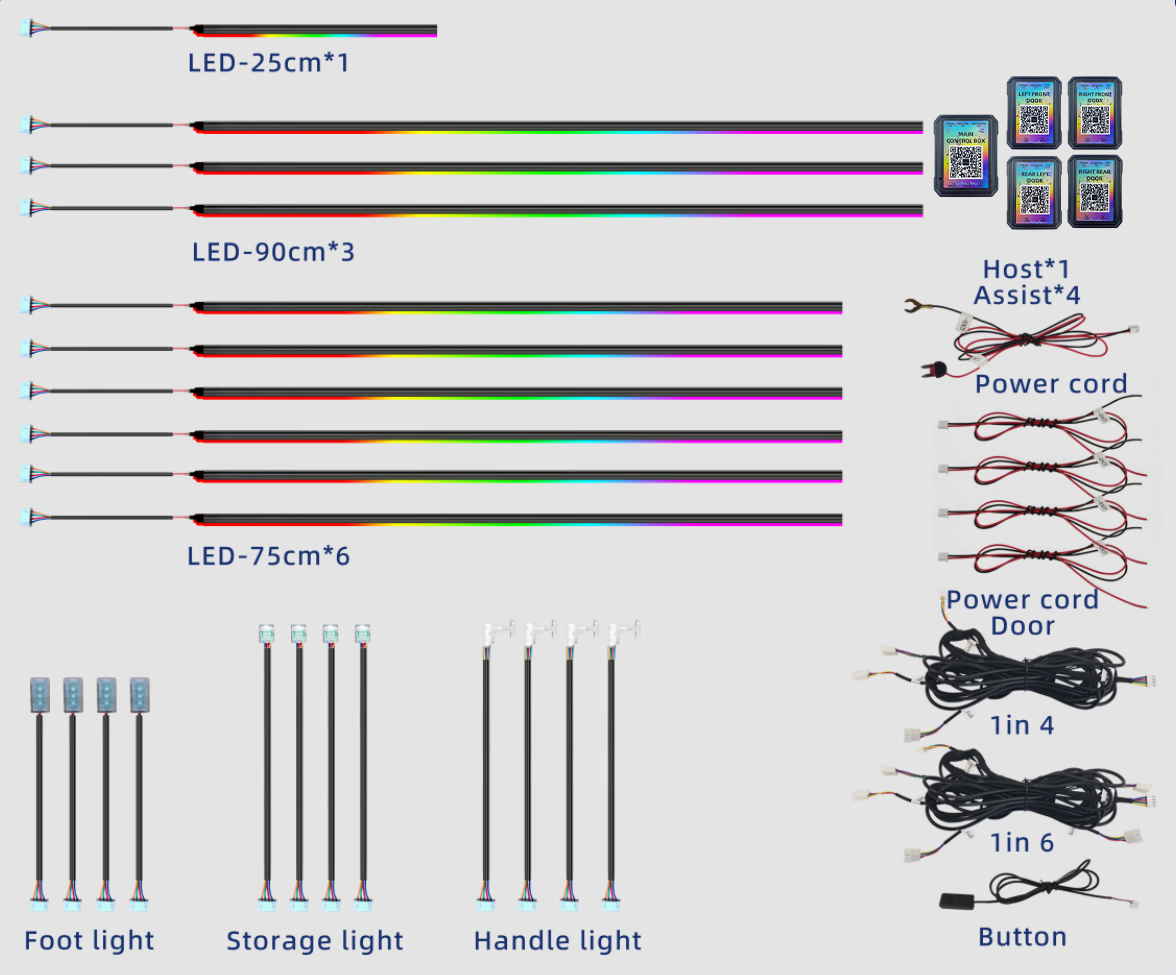 LED-25cm*1
LED-90cm*3
MAIN
CONTROL BOX
LEFT FRONT
DOOR
RIGHT FRONT
DOOR
REAR LEFT
DOOR
RIGHT REAR
DOOR
Host*1
Assist*4
Power cord
LED-75cm*6
Power cord
Door
1in 4
1in 6
Foot light
Storage light
Handle light
Button